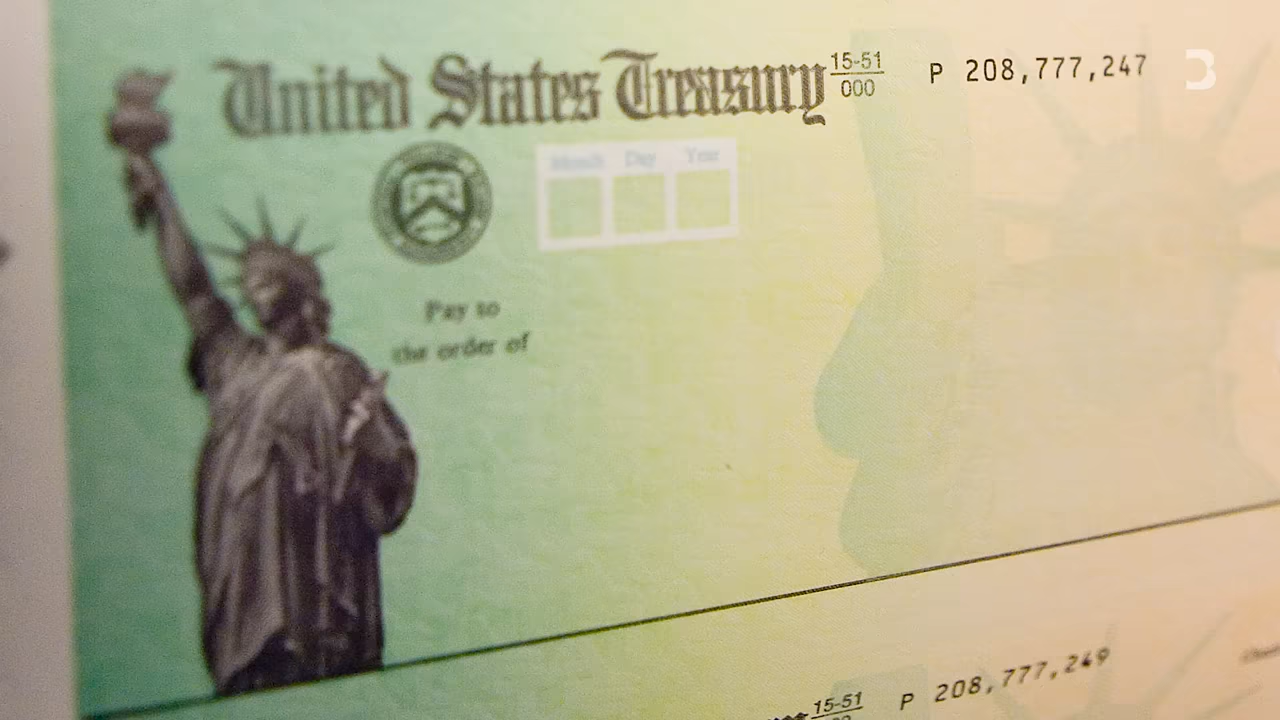 United States Treasury
15-51
000
P 208,777,247
Month Day Year
Pay to
the order of
15-51
P 208,777,249